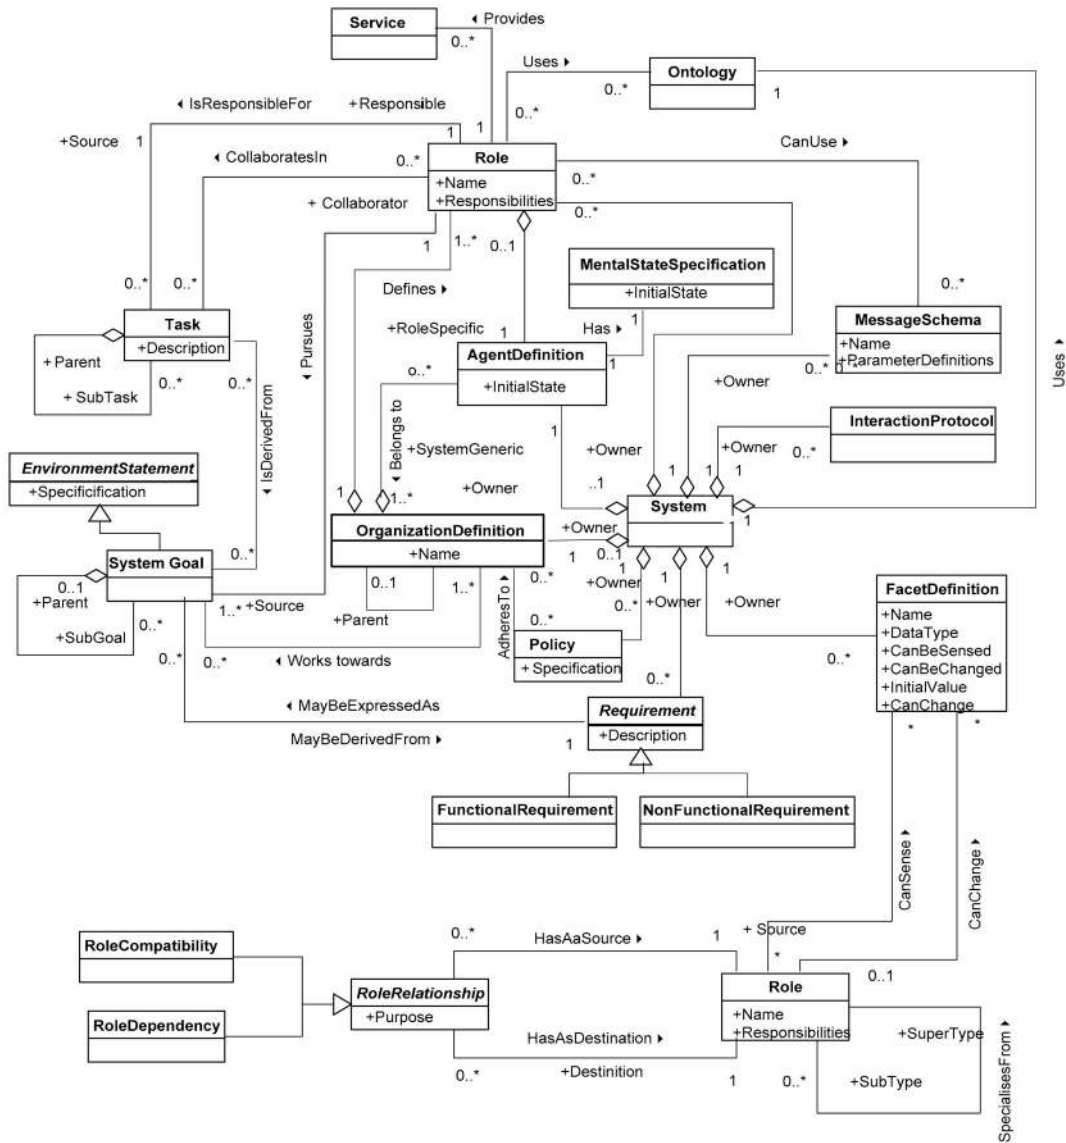 Service
◂ Provides
0..*
Uses ▸
Ontology
0..*
1
0..*
◂ IsResponsibleFor
+Responsible
+Source
1
1
1
◂ CollaboratesIn
0..*
Role
CanUse ▸
+Name
+Responsibilities
0..*
+ Collaborator
0..*
1
1..*
0..1
MentalStateSpecification
+InitialState
Defines ▸
0..*
0..*
0..*
Task
+Description
◂ Pursues
+RoleSpecific
1
Has ▸
1
MessageSchema
+Name
+ParameterDefinitions
Uses ▸
+ Parent
AgentDefinition
+InitialState
1
0..*
0..*
+ SubTask
0..*
0..*
o..*
+Owner
◂ IsDerivedFrom
◂ Belongs to
1
InteractionProtocol
+SystemGeneric
+Owner
+Owner
0..*
EnvironmentStatement
+Specificification
1
1..*
+Owner
..1
1
1
System
1
OrganizationDefinition
+Name
+Owner
System Goal
0..*
1
0..1
1
1
1
0..1
0..1
1..*
0..*
+Owner
FacetDefinition
+Name
+DataType
+CanBeSensed
+CanBeChanged
+InitialValue
+CanChange
+Parent
1..*
+Source
+Parent
AdheresTo ▸
0..*
0..*
+Owner
+Owner
+SubGoal
0..*
0..*
0..*
◂ Works towards
Policy
+ Specification
0..*
0..*
◂ MayBeExpressedAs
Requirement
+Description
MayBeDerivedFrom ▸
1
*
*
FunctionalRequirement
NonFunctionalRequirement
CanSense ▸
CanChange ▸
RoleCompatibility
0..*
HasAaSource ▸
1
+ Source
*
0..1
RoleRelationship
+Purpose
Role
+Name
+Responsibilities
RoleDependency
HasAsDestination ▸
+SuperType
SpecialisesFrom ▸
0..*
+Destinition
1
0..*
+SubType